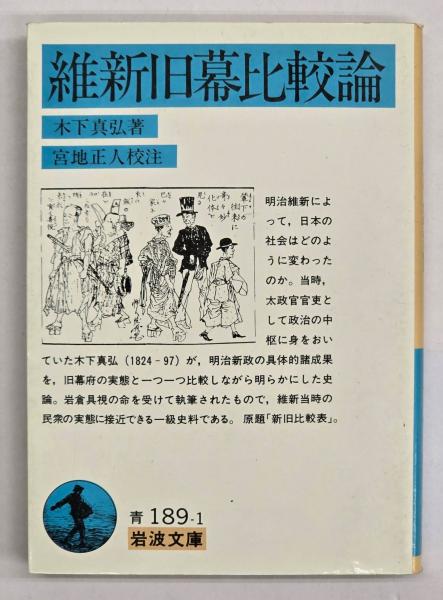 維新旧幕比較論
木下真弘著
宮地正人校注
明治維新によ
って，日本の
社会はどのよ
うに変わった
のか。当時，
太政官官吏と
して政治の中
枢に身をおい
ていた木下真弘（1824－97）が，明治新政の具体的諸成果
を，旧幕府の実態と一つ一つ比較しながら明らかにした史
論。岩倉具視の命を受けて執筆されたもので，維新当時の
民衆の実態に接近できる一級史料である。 原題「新旧比較表」。
青 189-1
岩波文庫